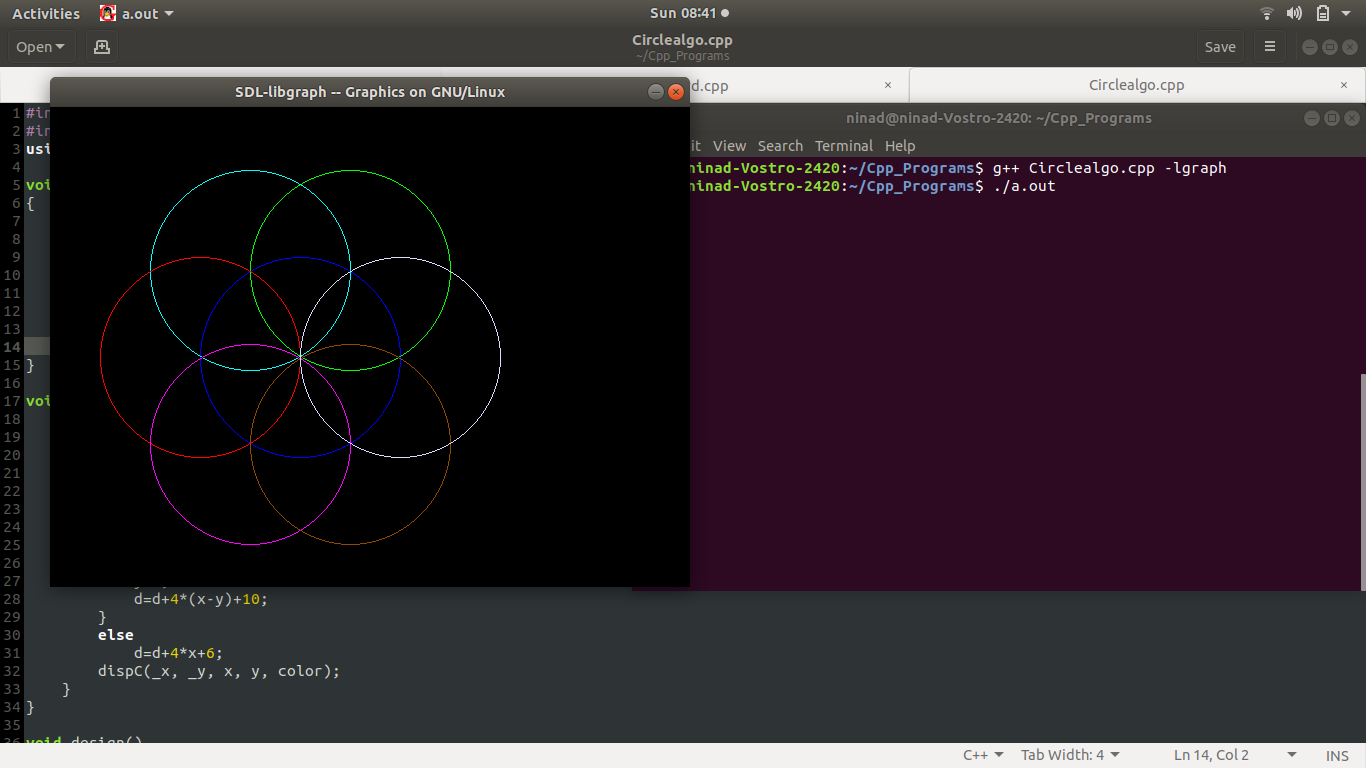 Activities a.out Sun 08:41
Open Circlealgo.cpp Save
~/Cpp_Programs
d.cpp × Circlealgo.cpp ×
SDL-libgraph -- Graphics on GNU/Linux
ninad@ninad-Vostro-2420: ~/Cpp_Programs
it View Search Terminal Help
ninad-Vostro-2420:~/Cpp_Programs$ g++ Circlealgo.cpp -lgraph
ninad-Vostro-2420:~/Cpp_Programs$ ./a.out
1 #in
2 #in
3 usi
4
5 voi
6 {
7
8
9
10
11
12
13
14
15 }
16
17 voi
18
19
20
21
22
23
24
25
26
27
28 d=d+4*(x-y)+10;
29 }
30 else
31 d=d+4*x+6;
32 dispC(_x, _y, x, y, color);
33 }
34 }
35
36 void design()
C++ Tab Width: 4 Ln 14, Col 2 INS